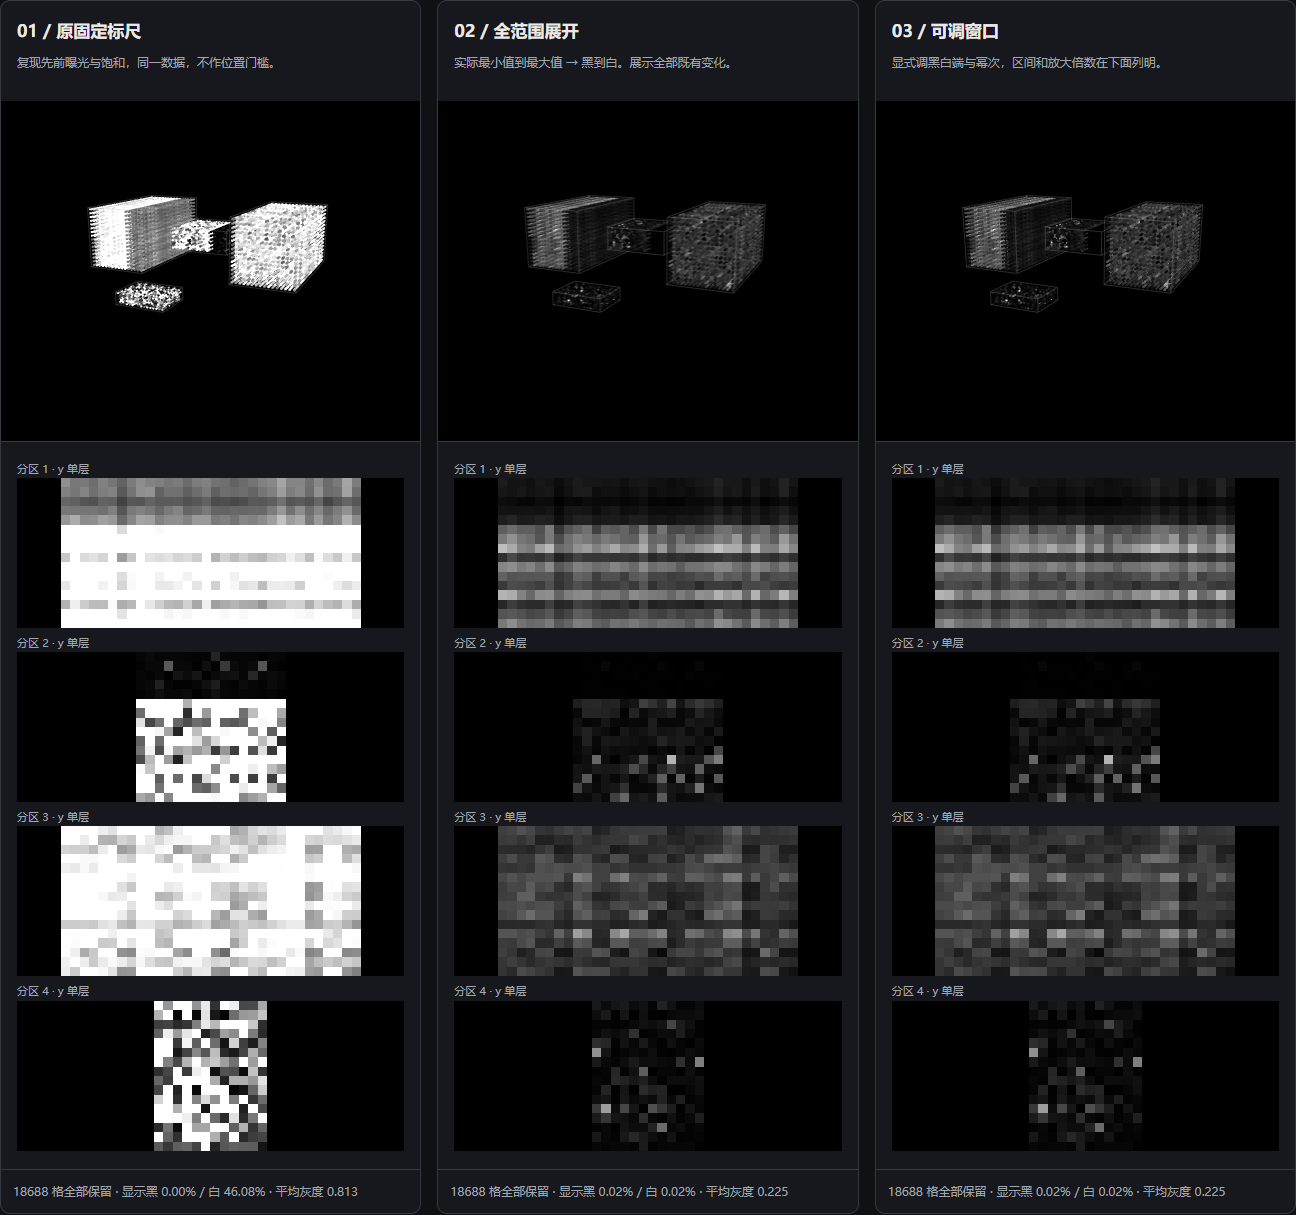 01 / 原固定标尺
复现先前曝光与饱和，同一数据，不作位置门槛。
分区 1 · y 单层
分区 2 · y 单层
分区 3 · y 单层
分区 4 · y 单层
18688 格全部保留 · 显示黑 0.00% / 白 46.08% · 平均灰度 0.813
02 / 全范围展开
实际最小值到最大值 → 黑到白。展示全部既有变化。
分区 1 · y 单层
分区 2 · y 单层
分区 3 · y 单层
分区 4 · y 单层
18688 格全部保留 · 显示黑 0.02% / 白 0.02% · 平均灰度 0.225
03 / 可调窗口
显式调黑白端与幂次，区间和放大倍数在下面列明。
分区 1 · y 单层
分区 2 · y 单层
分区 3 · y 单层
分区 4 · y 单层
18688 格全部保留 · 显示黑 0.02% / 白 0.02% · 平均灰度 0.225